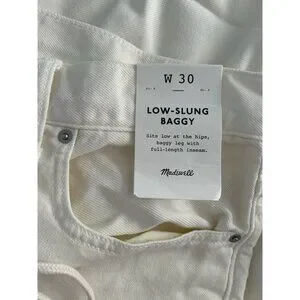 W 30
LOW-SLUNG
BAGGY
Sits low at the hips,
baggy leg with
full-length inseam.
Madewell